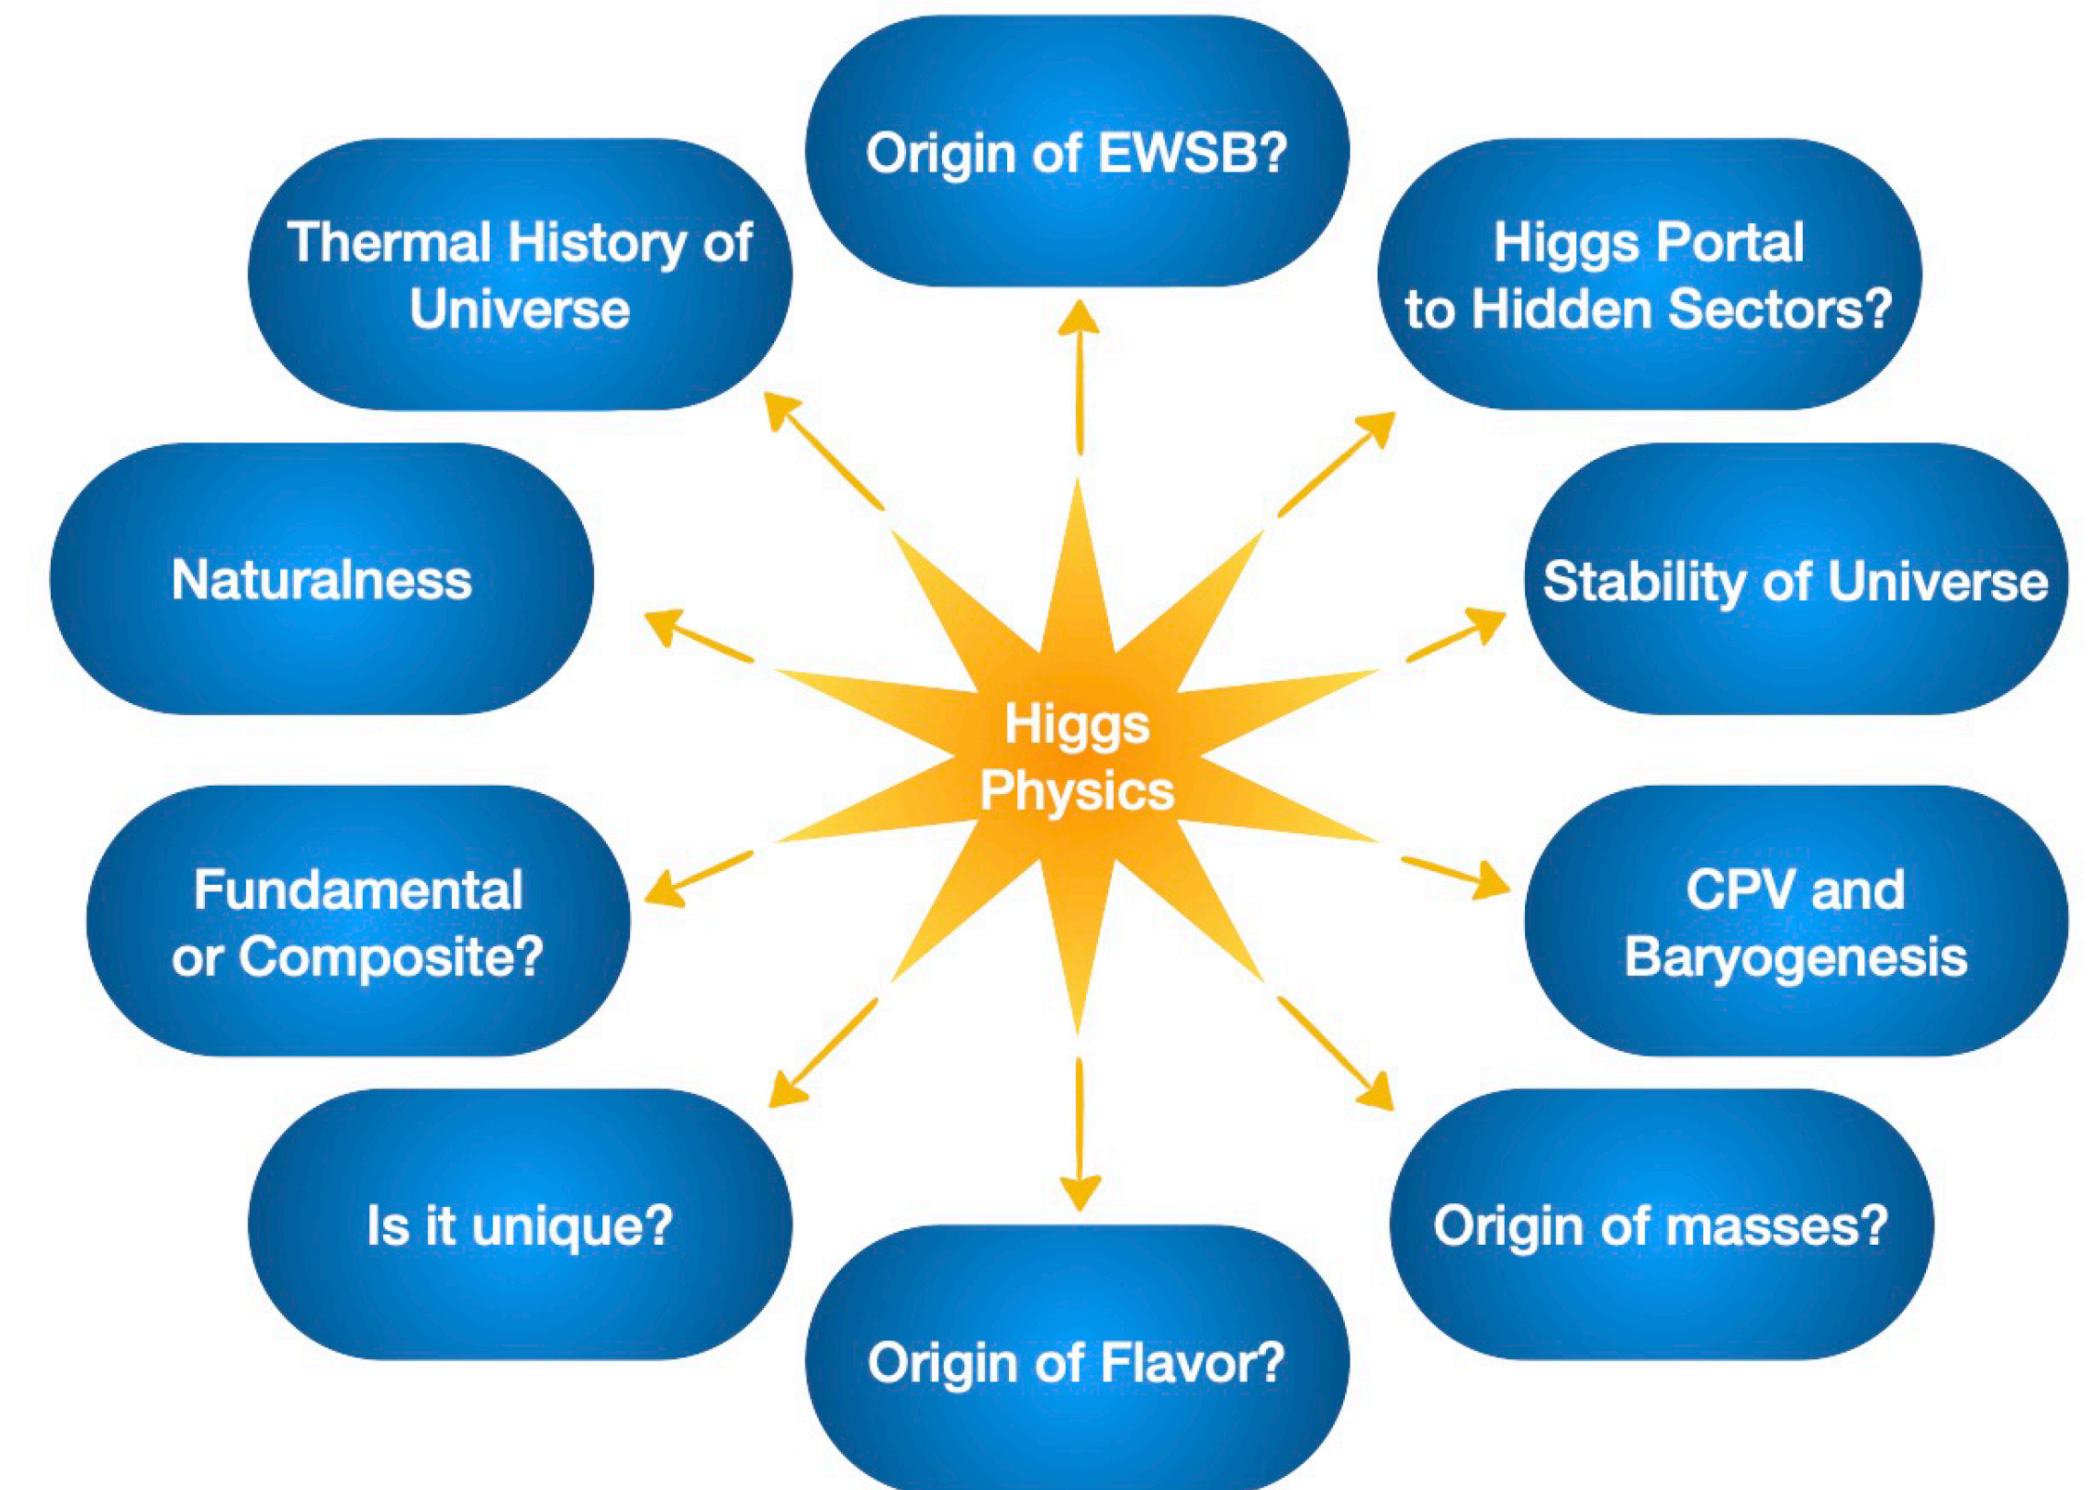 Origin of EWSB?
Thermal History of
Universe
Higgs Portal
to Hidden Sectors?
Naturalness
Stability of Universe
Higgs
Physics
Fundamental
or Composite?
CPV and
Baryogenesis
Is it unique?
Origin of masses?
Origin of Flavor?